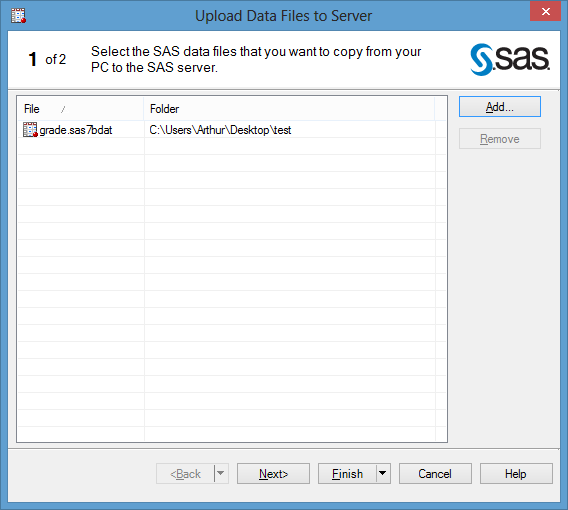 Upload Data Files to Server
1 of 2
Select the SAS data files that you want to copy from your
PC to the SAS server.
sas.
File
Folder
Add...
grade.sas7bdat
C:\Users\Arthur\Desktop\test
Remove
<Back
Next>
Finish
Cancel
Help